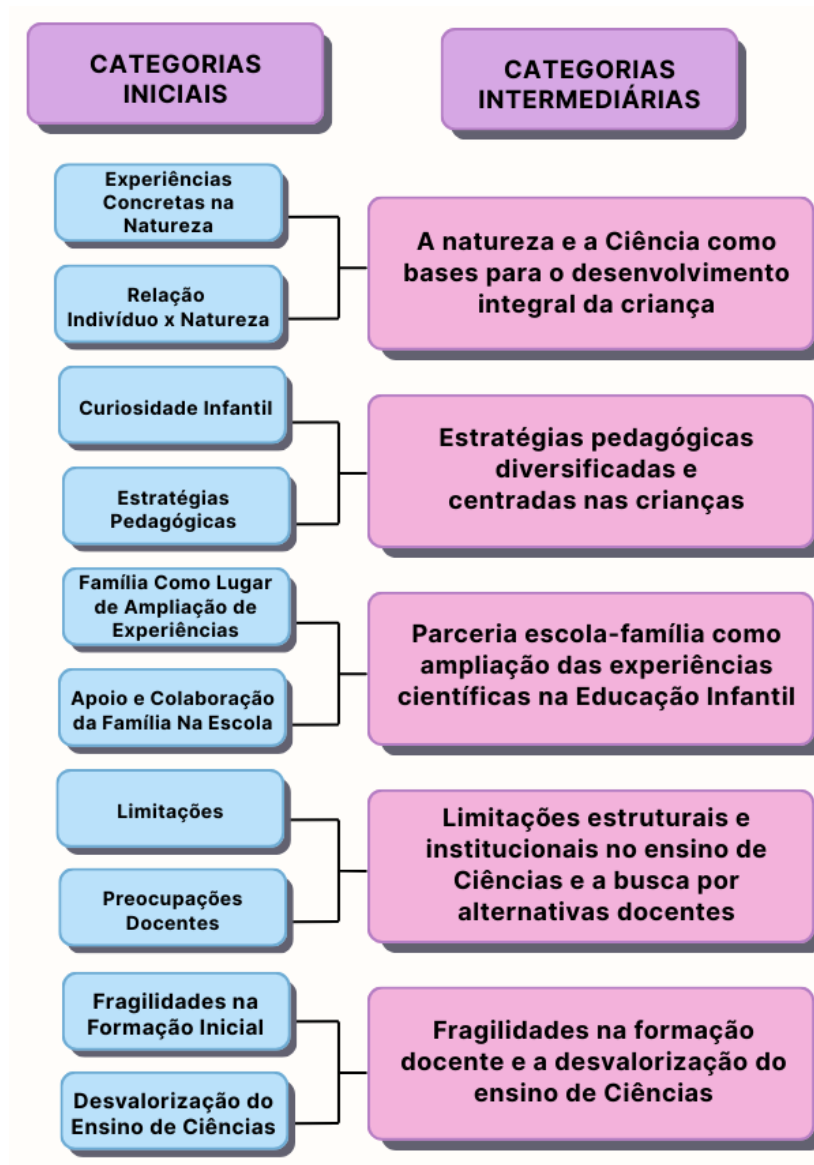 CATEGORIAS
INICIAIS
CATEGORIAS
INTERMEDIÁRIAS
Experiências
Concretas na
Natureza
Relação
Indivíduo x Natureza
A natureza e a Ciência como
bases para o desenvolvimento
integral da criança
Curiosidade Infantil
Estratégias
Pedagógicas
Estratégias pedagógicas
diversificadas e
centradas nas crianças
Família Como Lugar
de Ampliação de
Experiências
Apoio e Colaboração
da Família Na Escola
Parceria escola-família como
ampliação das experiências
científicas na Educação Infantil
Limitações
Preocupações
Docentes
Limitações estruturais e
institucionais no ensino de
Ciências e a busca por
alternativas docentes
Fragilidades na
Formação Inicial
Desvalorização do
Ensino de Ciências
Fragilidades na formação
docente e a desvalorização do
ensino de Ciências